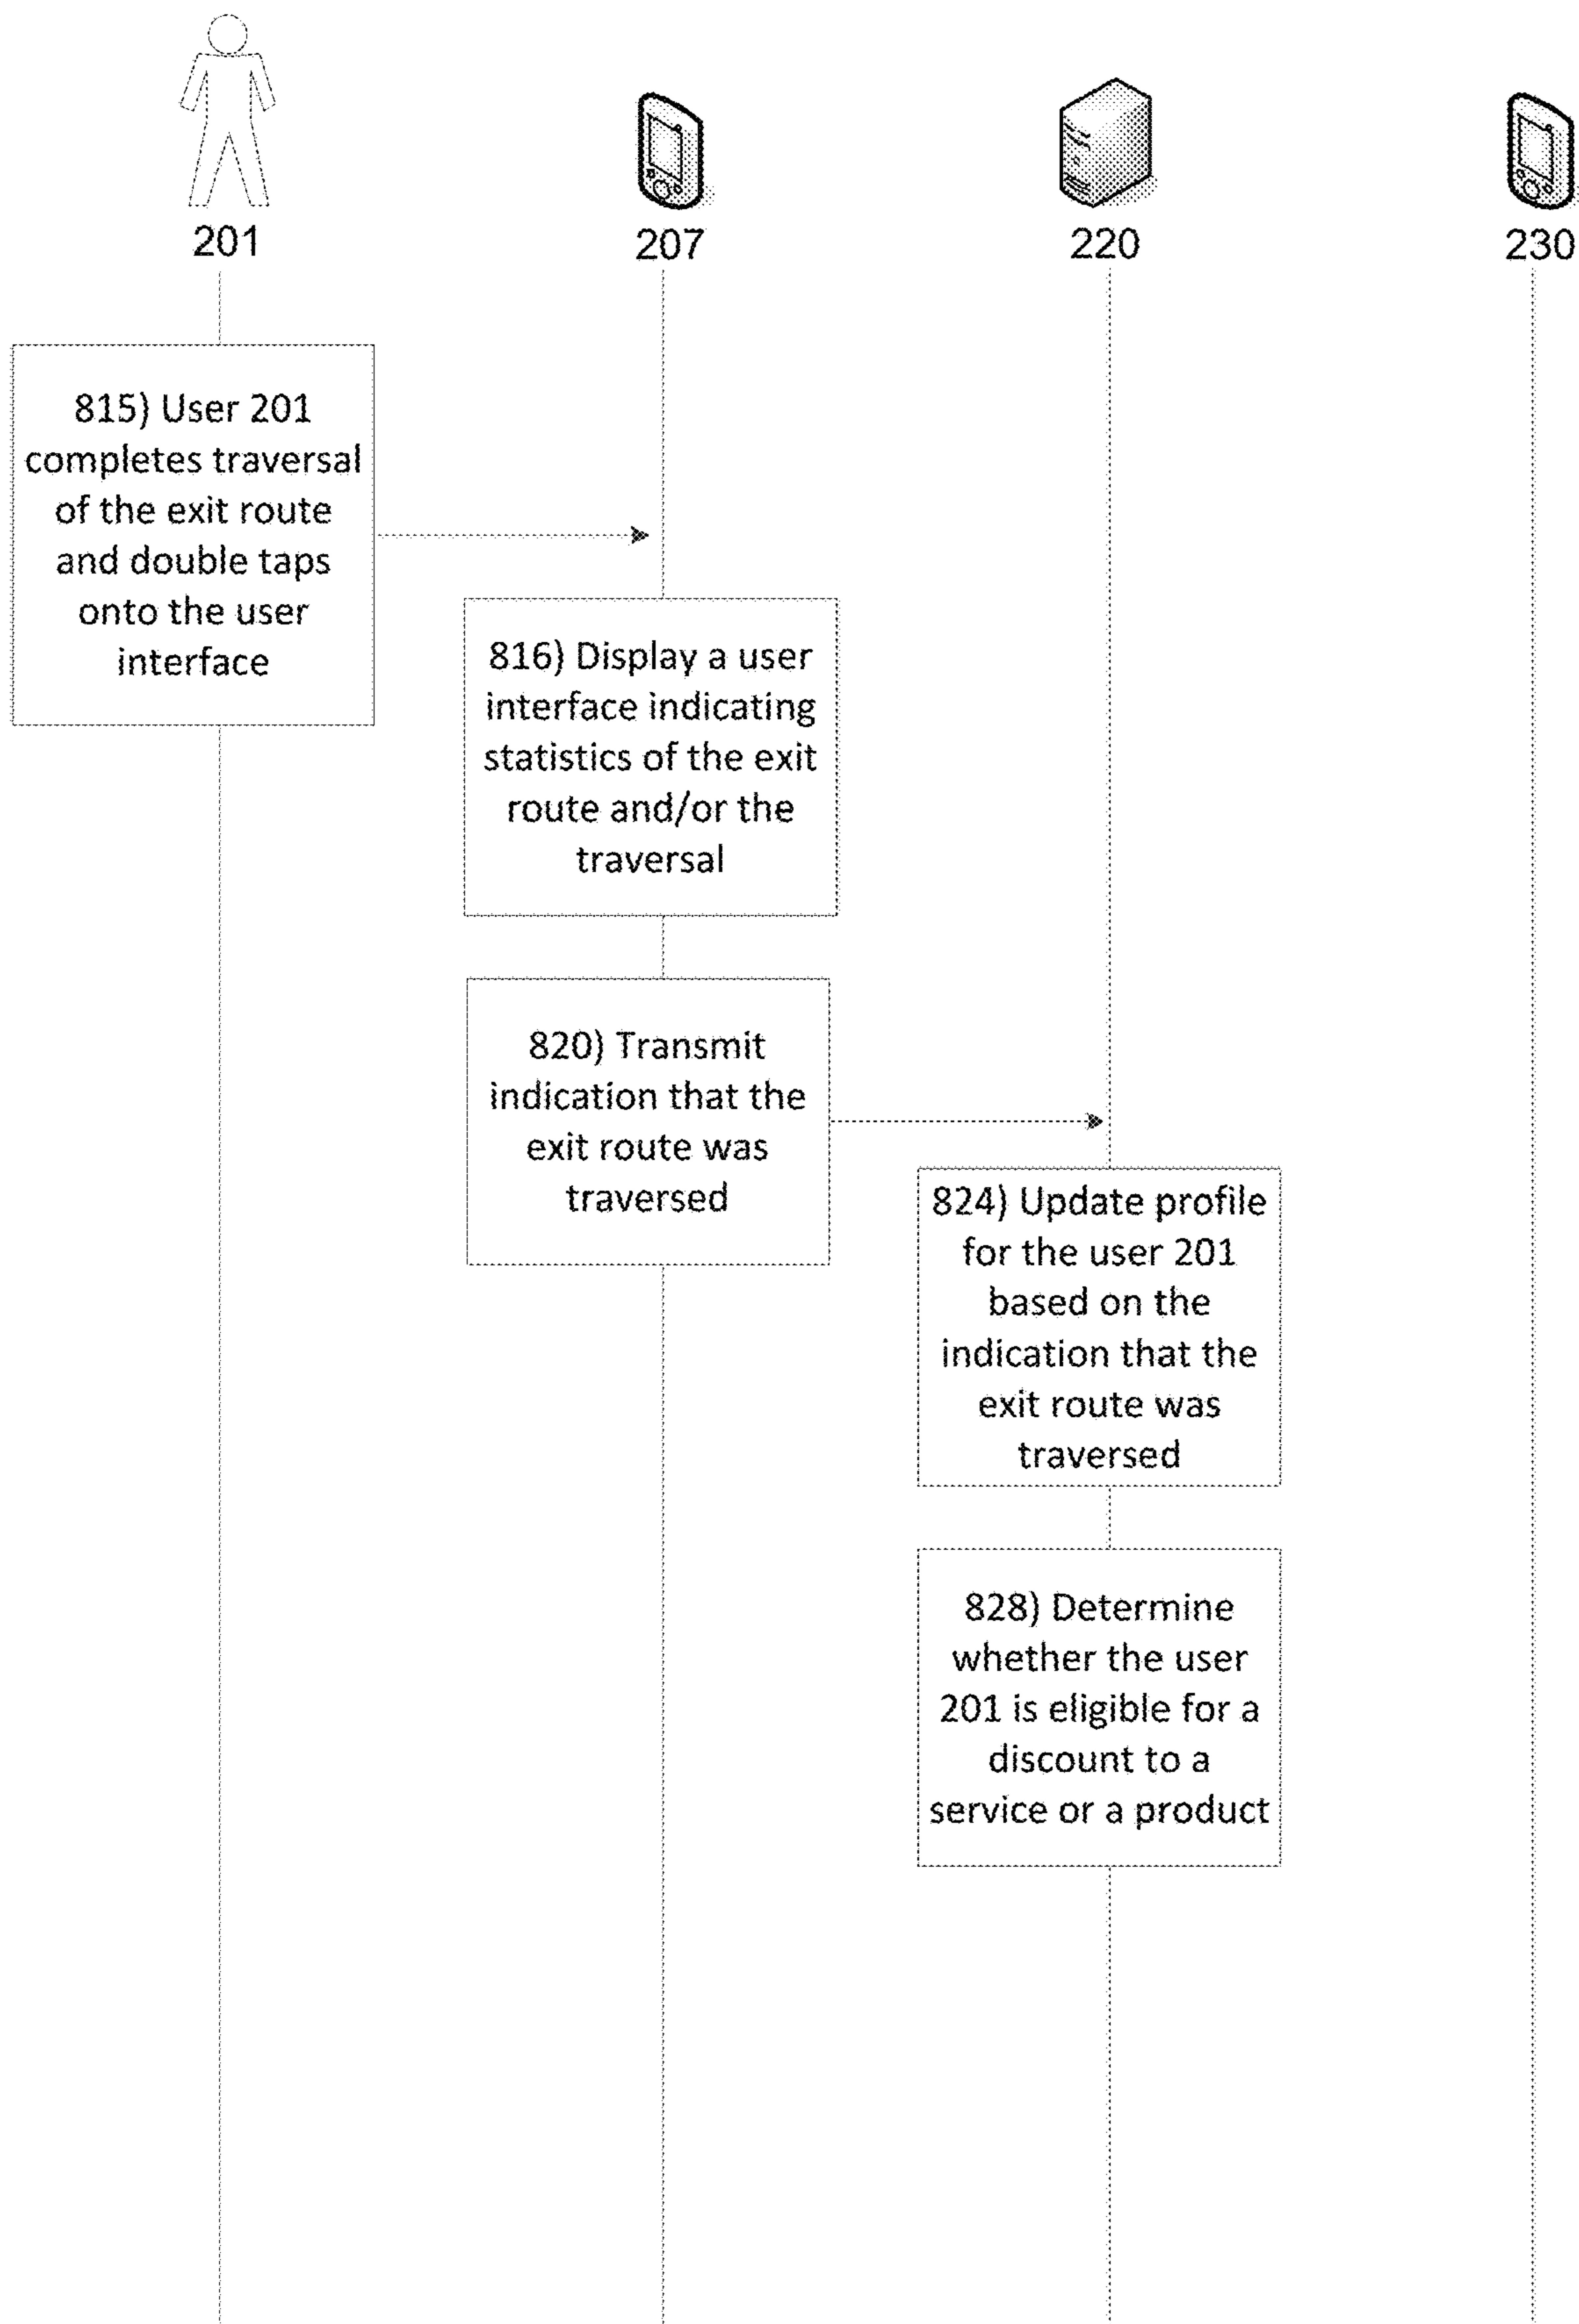 201
207
220
230
815) User 201
completes traversal
of the exit route
and double taps
onto the user
interface
816) Display a user
interface indicating
statistics of the exit
route and/or the
traversal
820) Transmit
indication that the
exit route was
traversed
824) Update profile
for the user 201
based on the
indication that the
exit route was
traversed
828) Determine
whether the user
201 is eligible for a
discount to a
service or a product